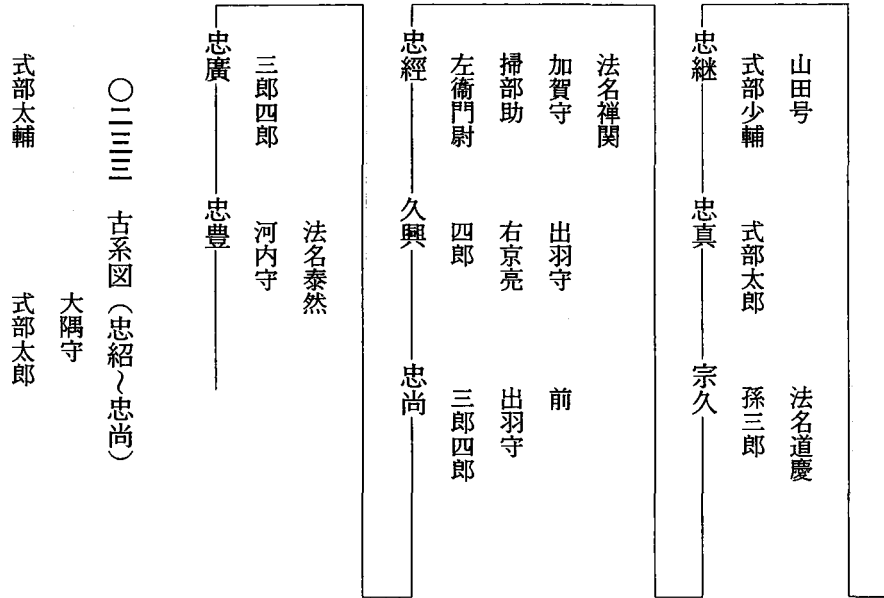 山田号　法名道慶
式部少輔　式部太郎　孫三郎
忠継　忠真　宗久
法名禅関
加賀守　出羽守　前
掃部助　右京亮　出羽守
左衞門尉　四郎　三郎四郎
忠經　久興　忠尚
法名泰然
三郎四郎　河内守
忠廣　忠豊
〇二三三　古系図（忠紹～忠尚）
大隅守
式部太輔　式部太郎